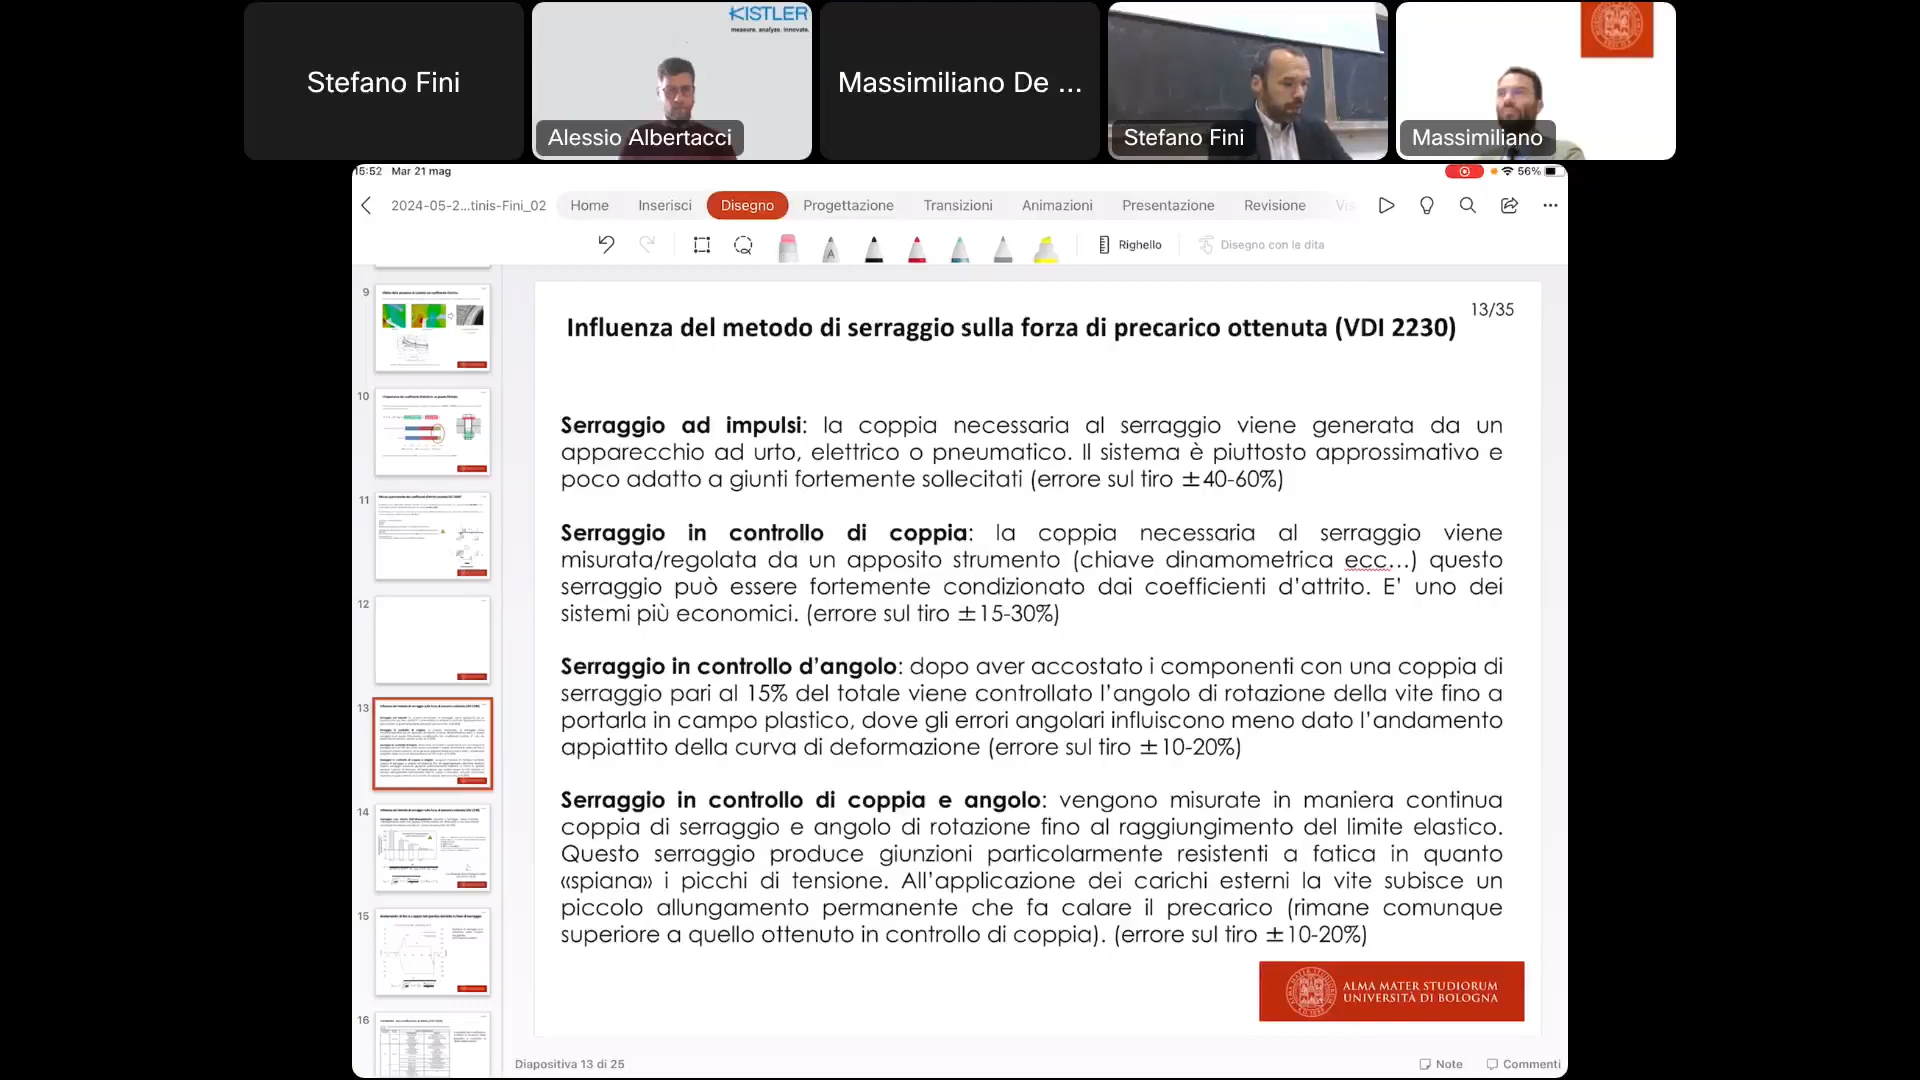 Stefano Fini
KISTLER
measure. analyze. innovate.
Alessio Albertacci
Massimiliano De ...
Stefano Fini
Massimiliano
15:52 Mar 21 mag
56%
2024-05-2...tinis-Fini_02
Home
Inserisci
Disegno
Progettazione
Transizioni
Animazioni
Presentazione
Revisione
Righello
Disegno con le dita
9
10
11
12
13
14
15
16
13/35
Influenza del metodo di serraggio sulla forza di precarico ottenuta (VDI 2230)
Serraggio ad impulsi: la coppia necessaria al serraggio viene generata da un
apparecchio ad urto, elettrico o pneumatico. Il sistema è piuttosto approssimativo e
poco adatto a giunti fortemente sollecitati (errore sul tiro ±40-60%)
Serraggio in controllo di coppia: la coppia necessaria al serraggio viene
misurata/regolata da un apposito strumento (chiave dinamometrica ecc...) questo
serraggio può essere fortemente condizionato dai coefficienti d'attrito. E' uno dei
sistemi più economici. (errore sul tiro ±15-30%)
Serraggio in controllo d'angolo: dopo aver accostato i componenti con una coppia di
serraggio pari al 15% del totale viene controllato l'angolo di rotazione della vite fino a
portarla in campo plastico, dove gli errori angolari influiscono meno dato l'andamento
appiattito della curva di deformazione (errore sul tiro ±10-20%)
Serraggio in controllo di coppia e angolo: vengono misurate in maniera continua
coppia di serraggio e angolo di rotazione fino al raggiungimento del limite elastico.
Questo serraggio produce giunzioni particolarmente resistenti a fatica in quanto
«spiana» i picchi di tensione. All'applicazione dei carichi esterni la vite subisce un
piccolo allungamento permanente che fa calare il precarico (rimane comunque
superiore a quello ottenuto in controllo di coppia). (errore sul tiro ±10-20%)
ALMA MATER STUDIORUM
UNIVERSITÀ DI BOLOGNA
Diapositiva 13 di 25
Note
Commenti